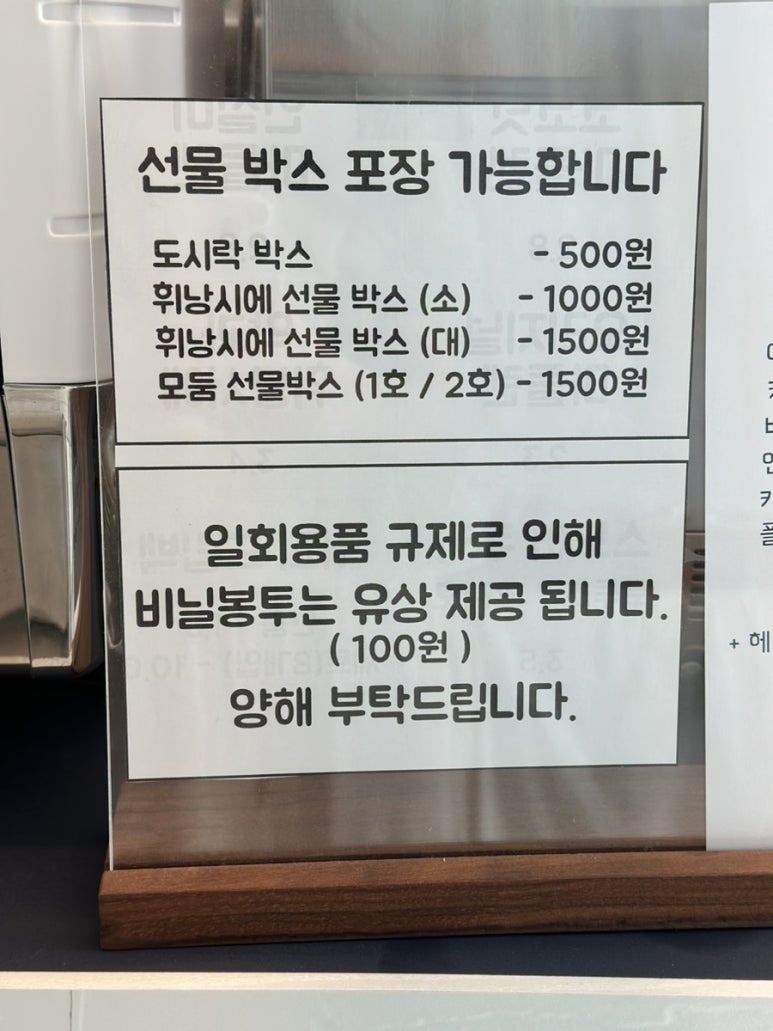 선물 박스 포장 가능합니다
도시락 박스 - 500원
휘낭시에 선물 박스 (소) - 1000원
휘낭시에 선물 박스 (대) - 1500원
모둠 선물박스 (1호 / 2호) - 1500원
일회용품 규제로 인해
비닐봉투는 유상 제공 됩니다.
( 100원 )
양해 부탁드립니다.
+ 헤